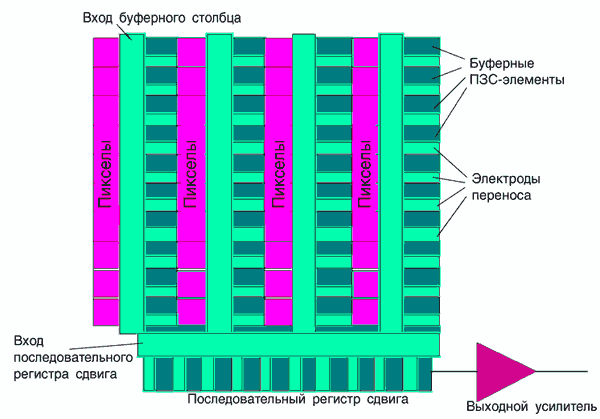 Вход буферного столбца
Буферные
ПЗС-элементы
Пикселы
Пикселы
Пикселы
Пикселы
Электроды
переноса
Вход
последовательного
регистра сдвига
Последовательный регистр сдвига
Выходной усилитель